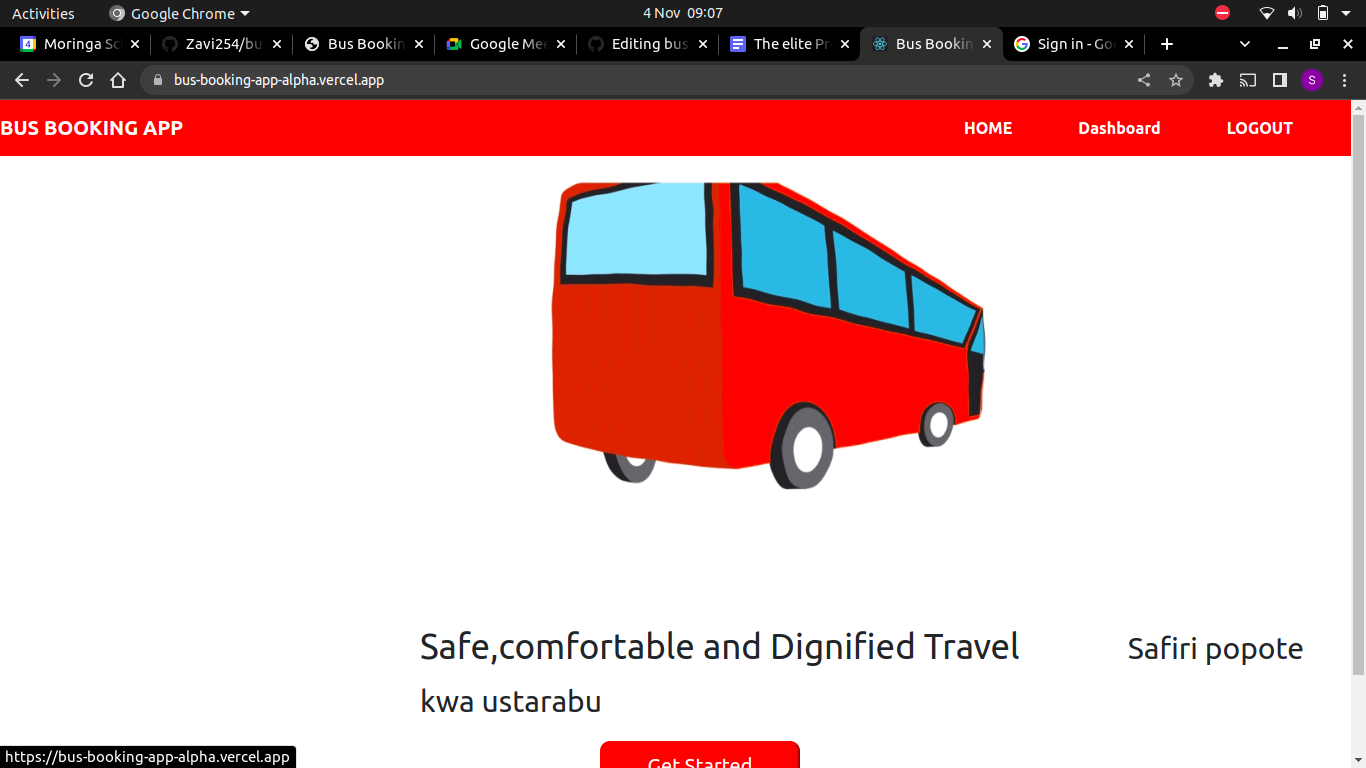 Activities Google Chrome 4 Nov 09:07
Moringa Sc Zavi254/bu Bus Bookin Google Mee Editing bus The elite Pr Bus Bookin Sign in - Go
bus-booking-app-alpha.vercel.app S
BUS BOOKING APP HOME Dashboard LOGOUT
Safe,comfortable and Dignified Travel Safiri popote
kwa ustarabu
Get Started
https://bus-booking-app-alpha.vercel.app